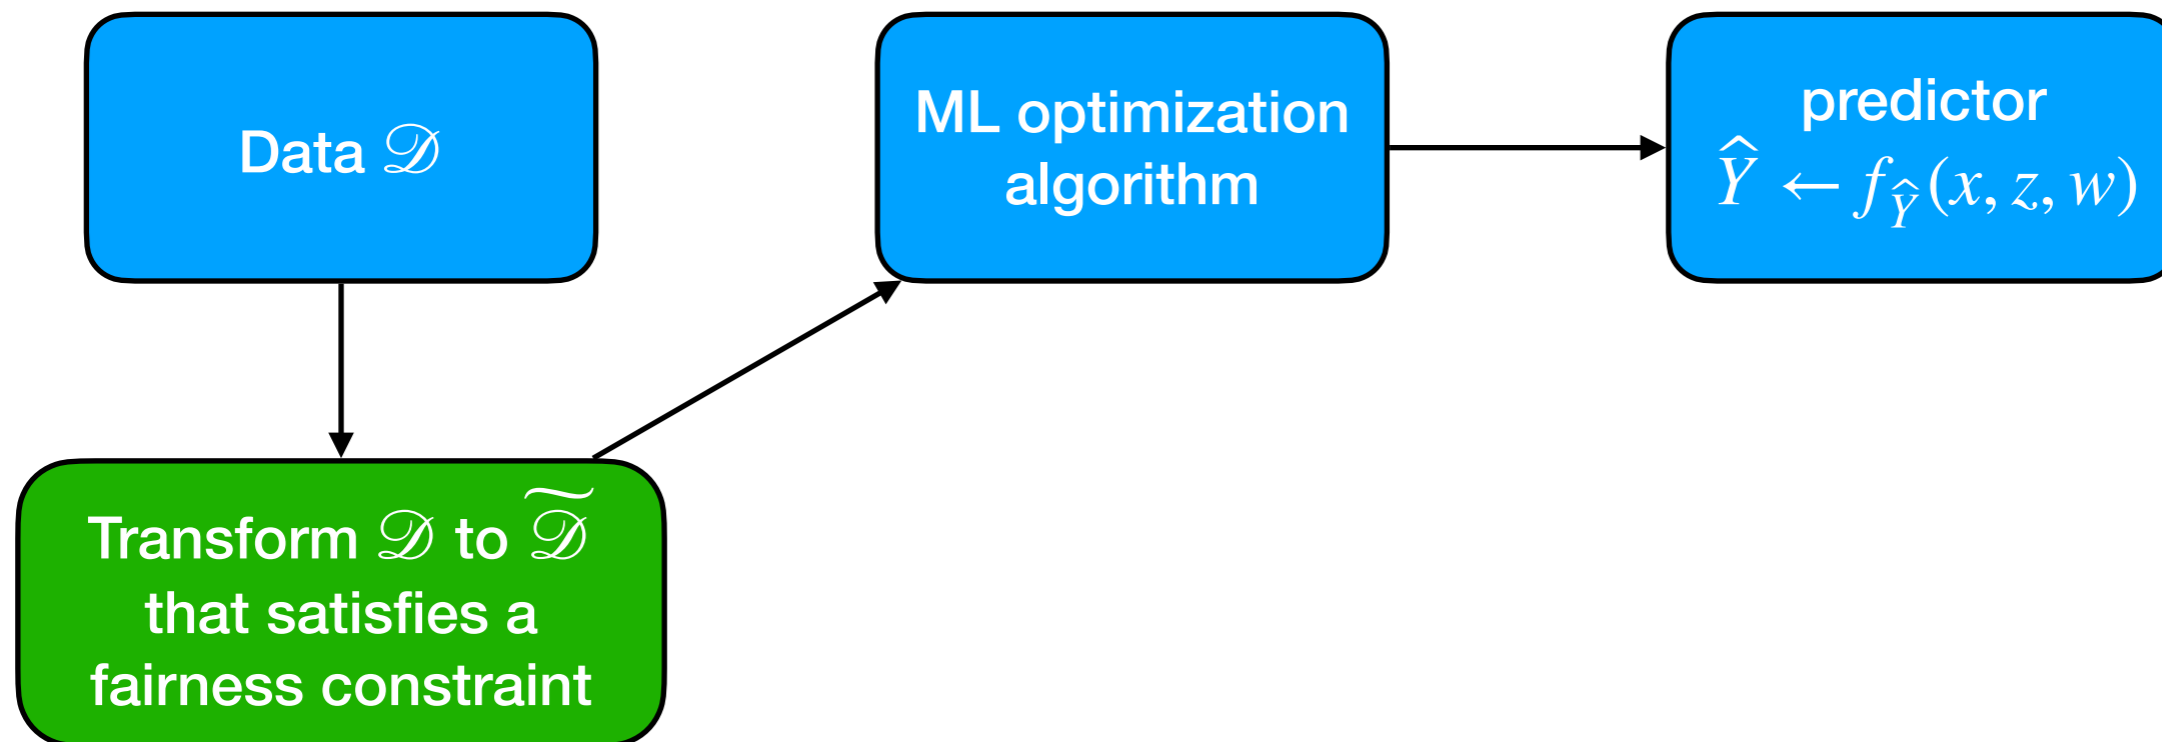 Data 𝒟
ML optimization
algorithm
predictor
Ŷ ← f_Ŷ(x, z, w)
Transform 𝒟 to 𝒟̃
that satisfies a
fairness constraint